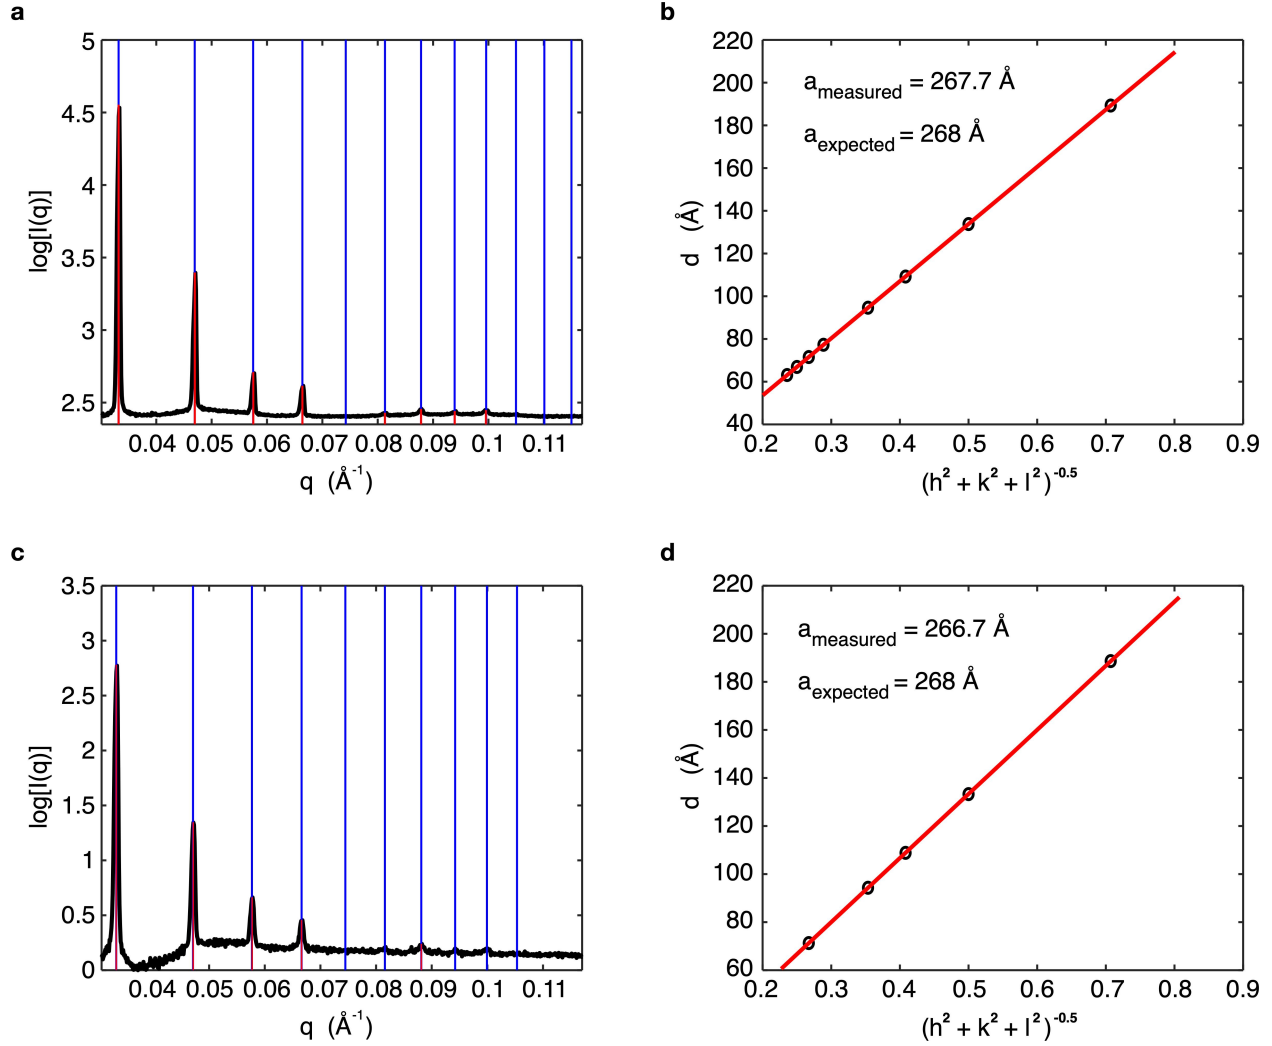 a
5
4.5
4
3.5
3
2.5
log[I(q)]
0.04 0.05 0.06 0.07 0.08 0.09 0.1 0.11
q (Å⁻¹)
b
220
200
180
160
140
120
100
80
60
40
d (Å)
a_measured = 267.7 Å
a_expected = 268 Å
0.2 0.3 0.4 0.5 0.6 0.7 0.8 0.9
(h² + k² + l²)^-0.5
c
3.5
3
2.5
2
1.5
1
0.5
0
log[I(q)]
0.04 0.05 0.06 0.07 0.08 0.09 0.1 0.11
q (Å⁻¹)
d
220
200
180
160
140
120
100
80
60
d (Å)
a_measured = 266.7 Å
a_expected = 268 Å
0.2 0.3 0.4 0.5 0.6 0.7 0.8 0.9
(h² + k² + l²)^-0.5